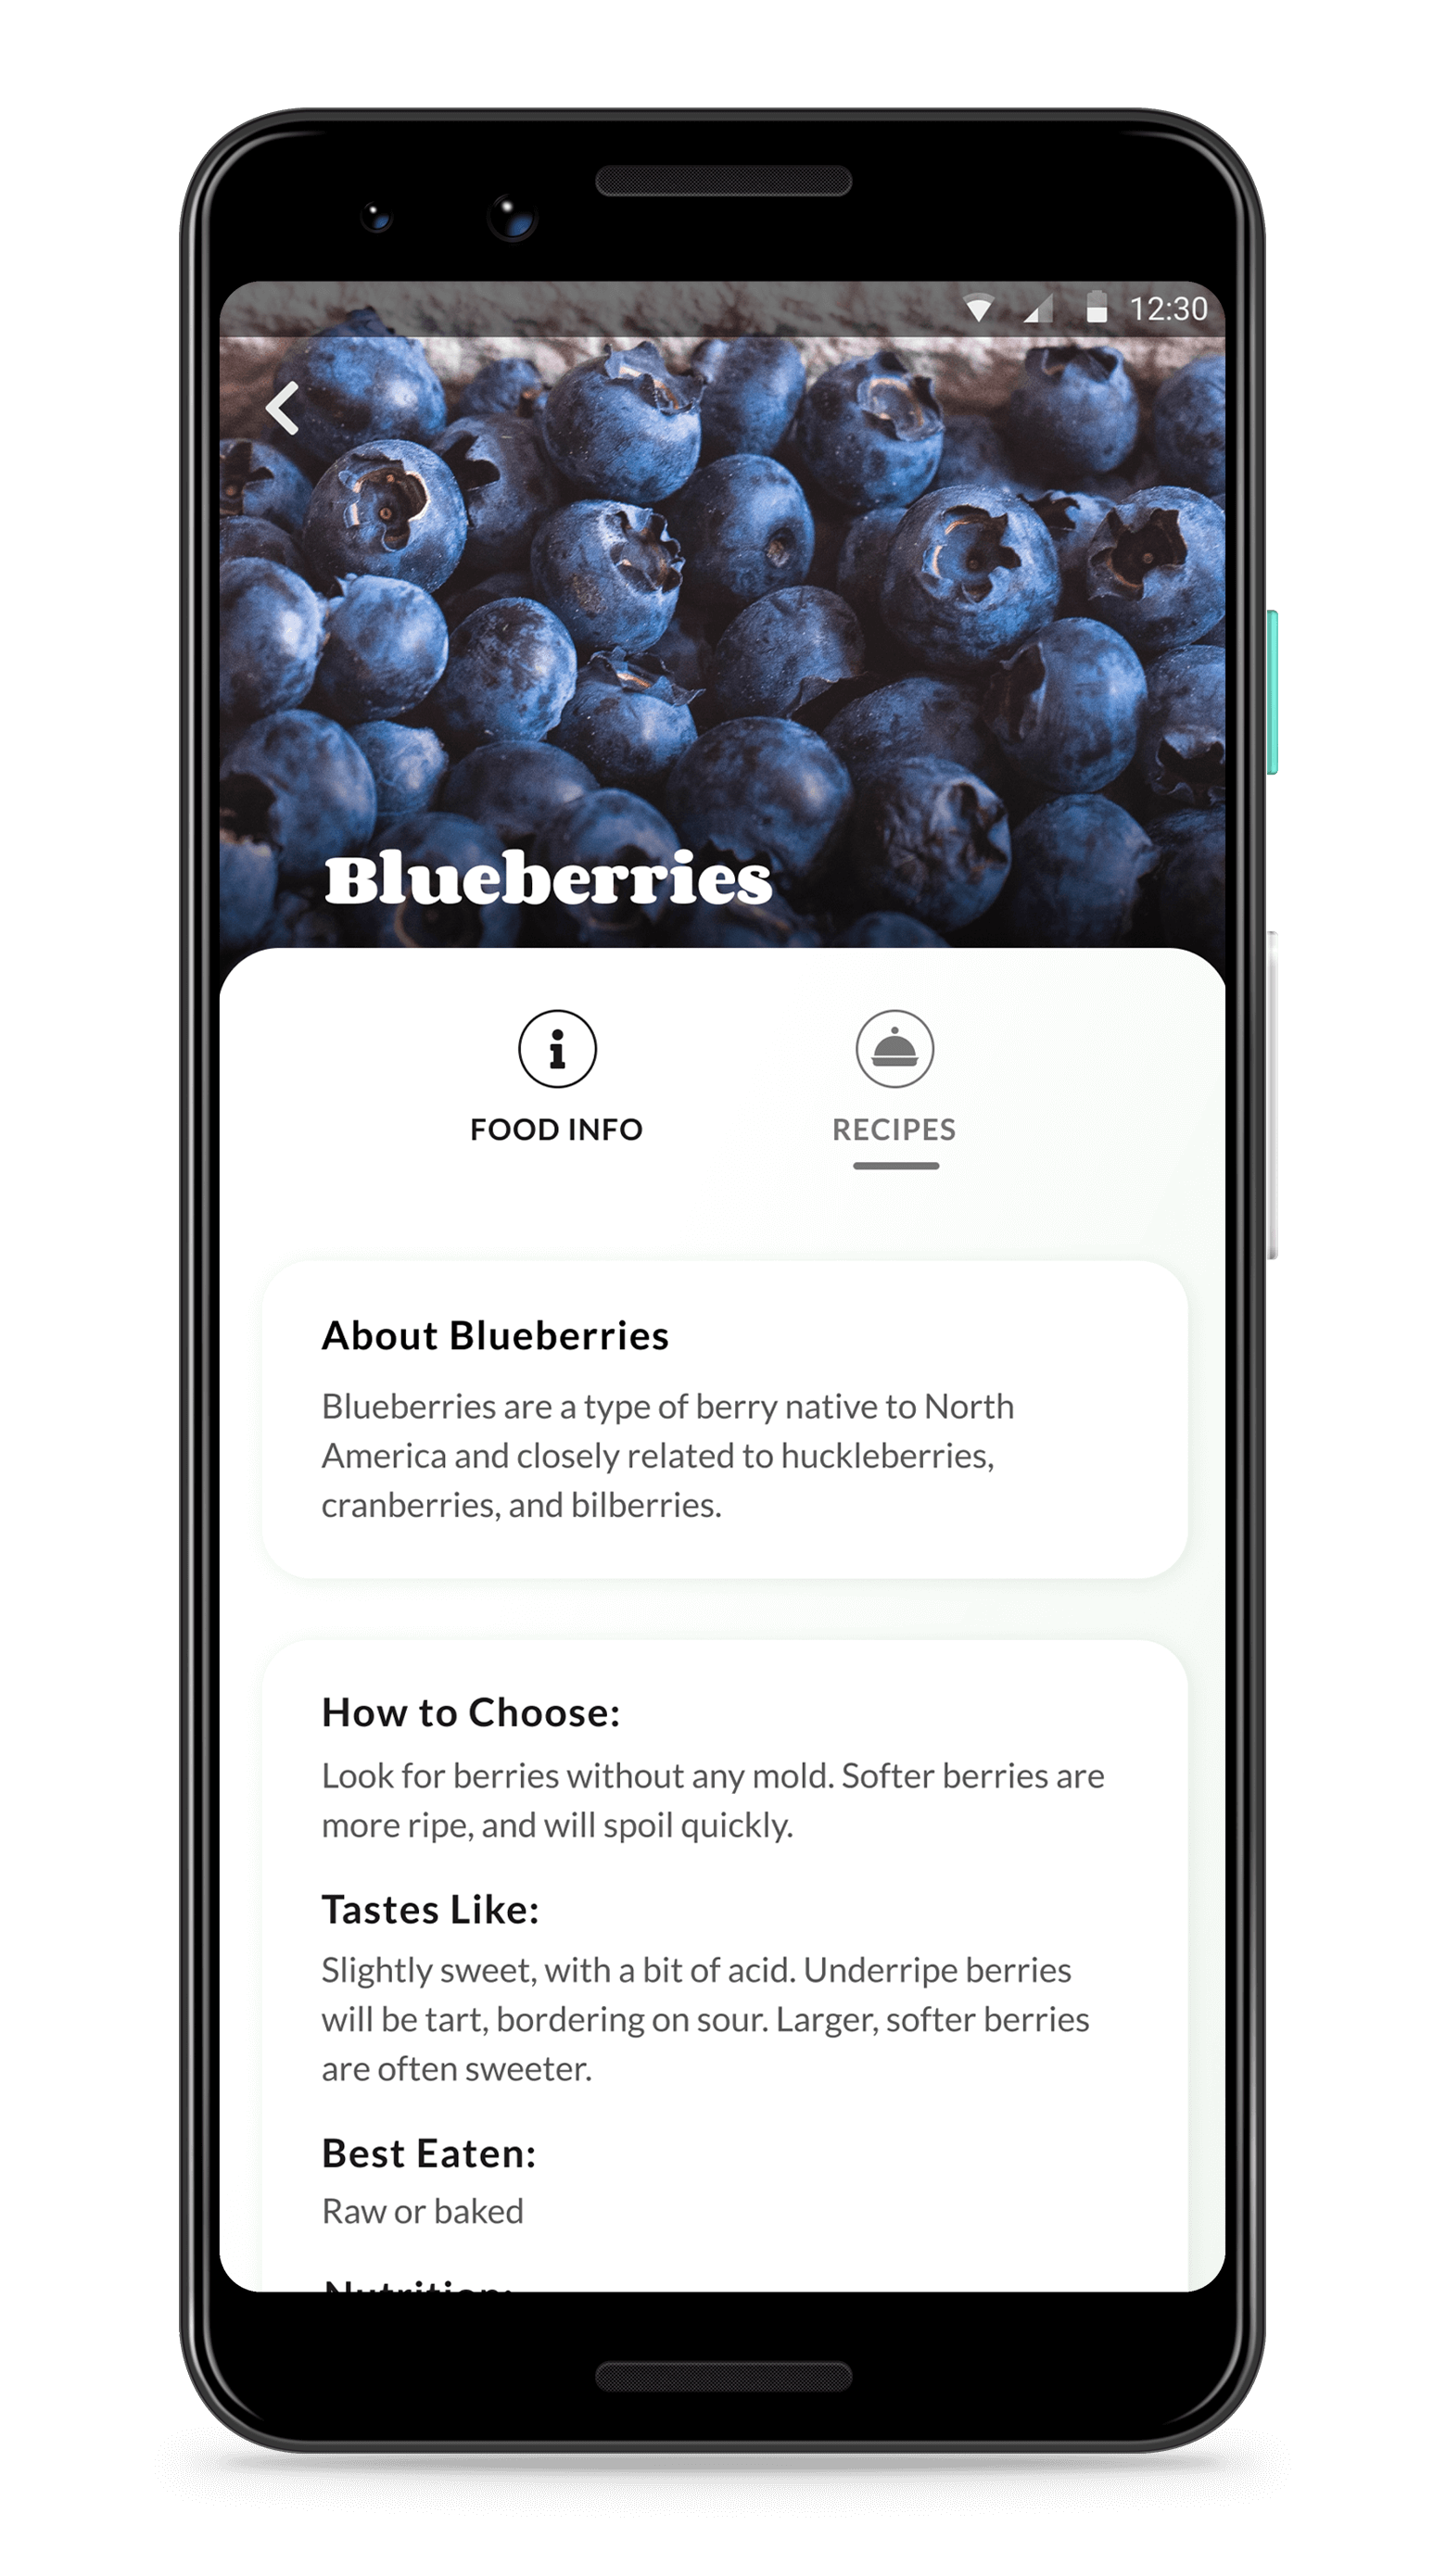 12:30
Blueberries
FOOD INFO
RECIPES
About Blueberries
Blueberries are a type of berry native to North
America and closely related to huckleberries,
cranberries, and bilberries.
How to Choose:
Look for berries without any mold. Softer berries are
more ripe, and will spoil quickly.
Tastes Like:
Slightly sweet, with a bit of acid. Underripe berries
will be tart, bordering on sour. Larger, softer berries
are often sweeter.
Best Eaten:
Raw or baked
Nutrition: